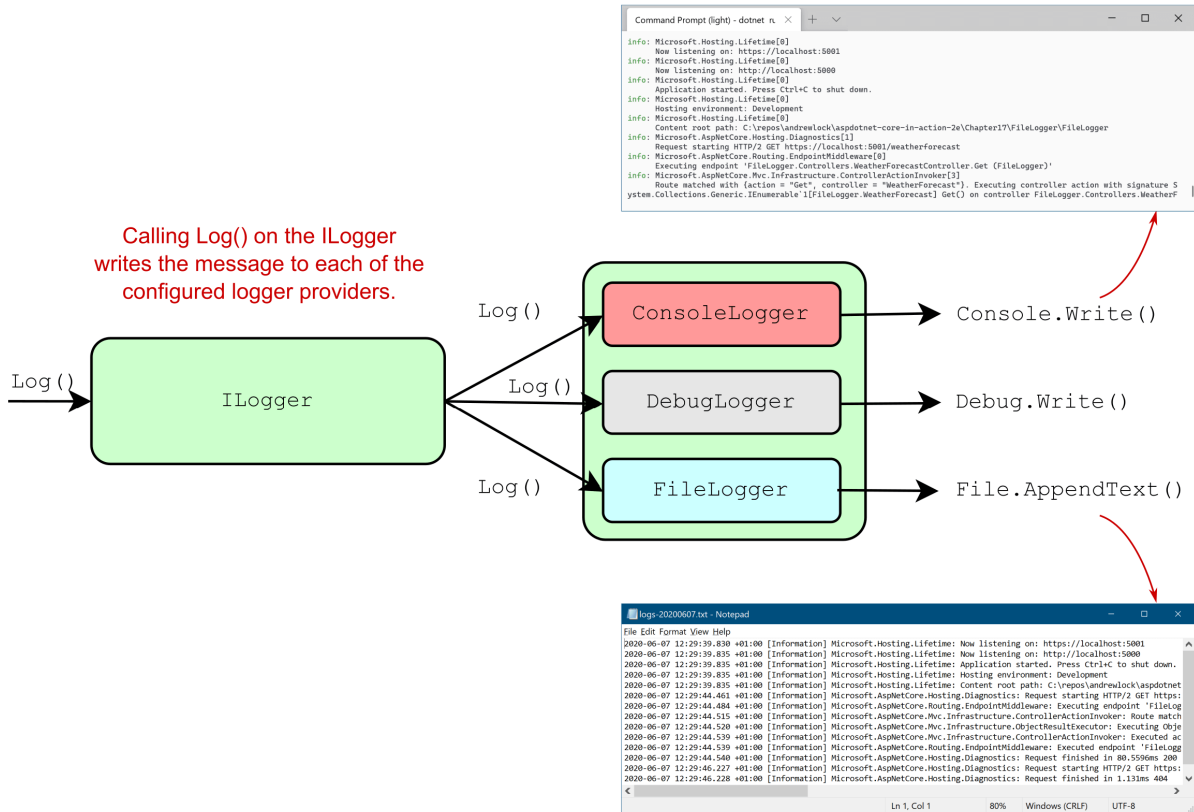 Command Prompt (light) - dotnet r
info: Microsoft.Hosting.Lifetime[0]
Now listening on: https://localhost:5001
info: Microsoft.Hosting.Lifetime[0]
Now listening on: http://localhost:5000
info: Microsoft.Hosting.Lifetime[0]
Application started. Press Ctrl+C to shut down.
info: Microsoft.Hosting.Lifetime[0]
Hosting environment: Development
info: Microsoft.Hosting.Lifetime[0]
Content root path: C:\repos\andrewlock\aspdotnet-core-in-action-2e\Chapter17\FileLogger\FileLogger
info: Microsoft.AspNetCore.Hosting.Diagnostics[1]
Request starting HTTP/2 GET https://localhost:5001/weatherforecast
info: Microsoft.AspNetCore.Routing.EndpointMiddleware[0]
Executing endpoint 'FileLogger.Controllers.WeatherForecastController.Get (FileLogger)'
info: Microsoft.AspNetCore.Mvc.Infrastructure.ControllerActionInvoker[3]
Route matched with {action = "Get", controller = "WeatherForecast"}. Executing controller action with signature S
ystem.Collections.Generic.IEnumerable`1[FileLogger.WeatherForecast] Get() on controller FileLogger.Controllers.WeatherF
Calling Log() on the ILogger
writes the message to each of the
configured logger providers.
Log()
ILogger
Log()
ConsoleLogger
Console.Write()
Log()
DebugLogger
Debug.Write()
Log()
FileLogger
File.AppendText()
logs-20200607.txt - Notepad
File Edit Format View Help
2020-06-07 12:29:39.830 +01:00 [Information] Microsoft.Hosting.Lifetime: Now listening on: https://localhost:5001
2020-06-07 12:29:39.835 +01:00 [Information] Microsoft.Hosting.Lifetime: Now listening on: http://localhost:5000
2020-06-07 12:29:39.835 +01:00 [Information] Microsoft.Hosting.Lifetime: Application started. Press Ctrl+C to shut down.
2020-06-07 12:29:39.835 +01:00 [Information] Microsoft.Hosting.Lifetime: Hosting environment: Development
2020-06-07 12:29:39.835 +01:00 [Information] Microsoft.Hosting.Lifetime: Content root path: C:\repos\andrewlock\aspdotnet
2020-06-07 12:29:44.461 +01:00 [Information] Microsoft.AspNetCore.Hosting.Diagnostics: Request starting HTTP/2 GET https:
2020-06-07 12:29:44.484 +01:00 [Information] Microsoft.AspNetCore.Routing.EndpointMiddleware: Executing endpoint 'FileLog
2020-06-07 12:29:44.515 +01:00 [Information] Microsoft.AspNetCore.Mvc.Infrastructure.ControllerActionInvoker: Route match
2020-06-07 12:29:44.520 +01:00 [Information] Microsoft.AspNetCore.Mvc.Infrastructure.ObjectResultExecutor: Executing Obje
2020-06-07 12:29:44.539 +01:00 [Information] Microsoft.AspNetCore.Mvc.Infrastructure.ControllerActionInvoker: Executed ac
2020-06-07 12:29:44.539 +01:00 [Information] Microsoft.AspNetCore.Routing.EndpointMiddleware: Executed endpoint 'FileLogg
2020-06-07 12:29:44.540 +01:00 [Information] Microsoft.AspNetCore.Hosting.Diagnostics: Request finished in 80.5596ms 200
2020-06-07 12:29:46.227 +01:00 [Information] Microsoft.AspNetCore.Hosting.Diagnostics: Request starting HTTP/2 GET https:
2020-06-07 12:29:46.228 +01:00 [Information] Microsoft.AspNetCore.Hosting.Diagnostics: Request finished in 1.131ms 404
Ln 1, Col 1 80% Windows (CRLF) UTF-8